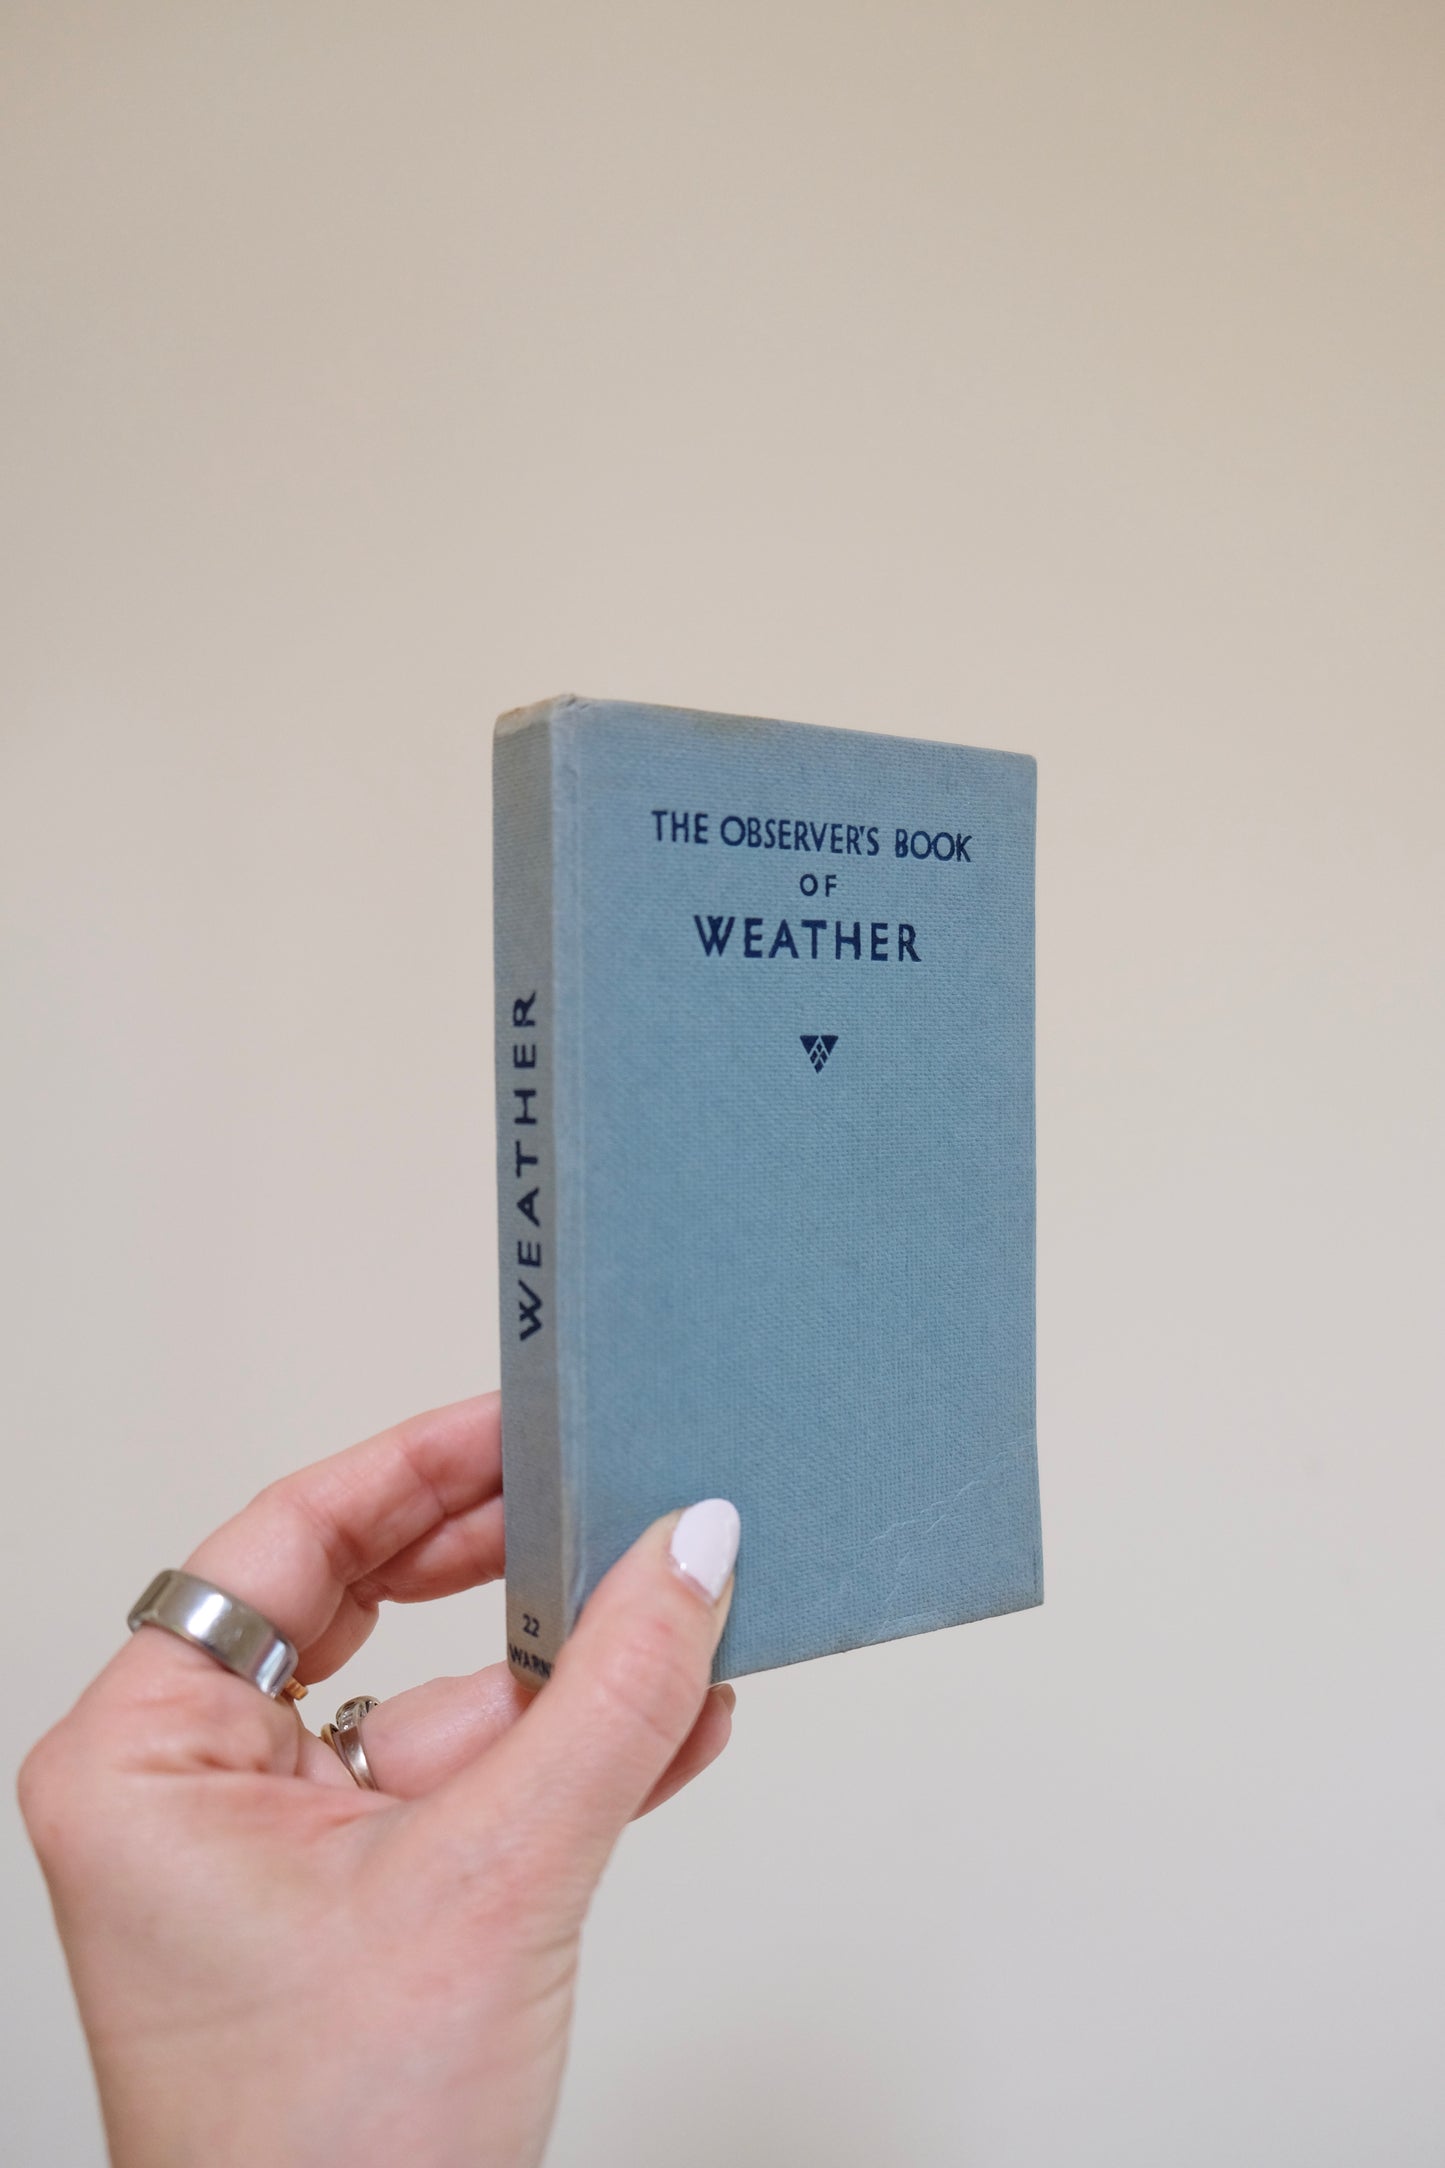 THE OBSERVER'S BOOK
OF
WEATHER
WEATHER
22